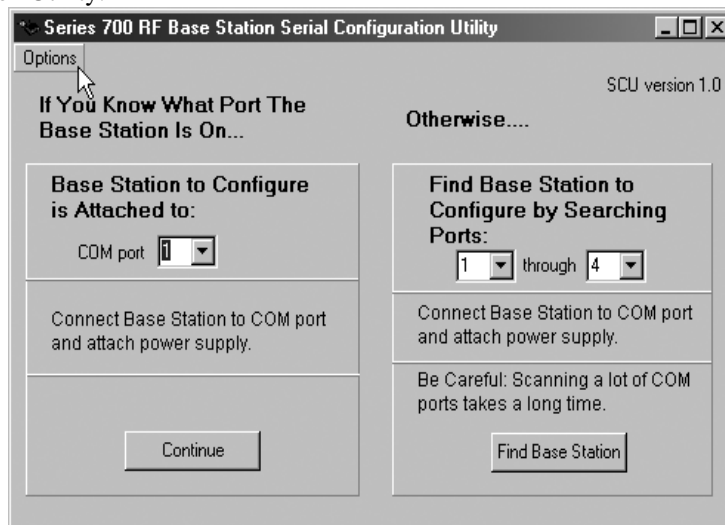 Series 700 RF Base Station Serial Configuration Utility
Options
SCU version 1.0
If You Know What Port The
Base Station Is On...
Base Station to Configure
is Attached to:
COM port 1
Connect Base Station to COM port
and attach power supply.
Continue
Otherwise....
Find Base Station to
Configure by Searching
Ports:
1 through 4
Connect Base Station to COM port
and attach power supply.
Be Careful: Scanning a lot of COM
ports takes a long time.
Find Base Station